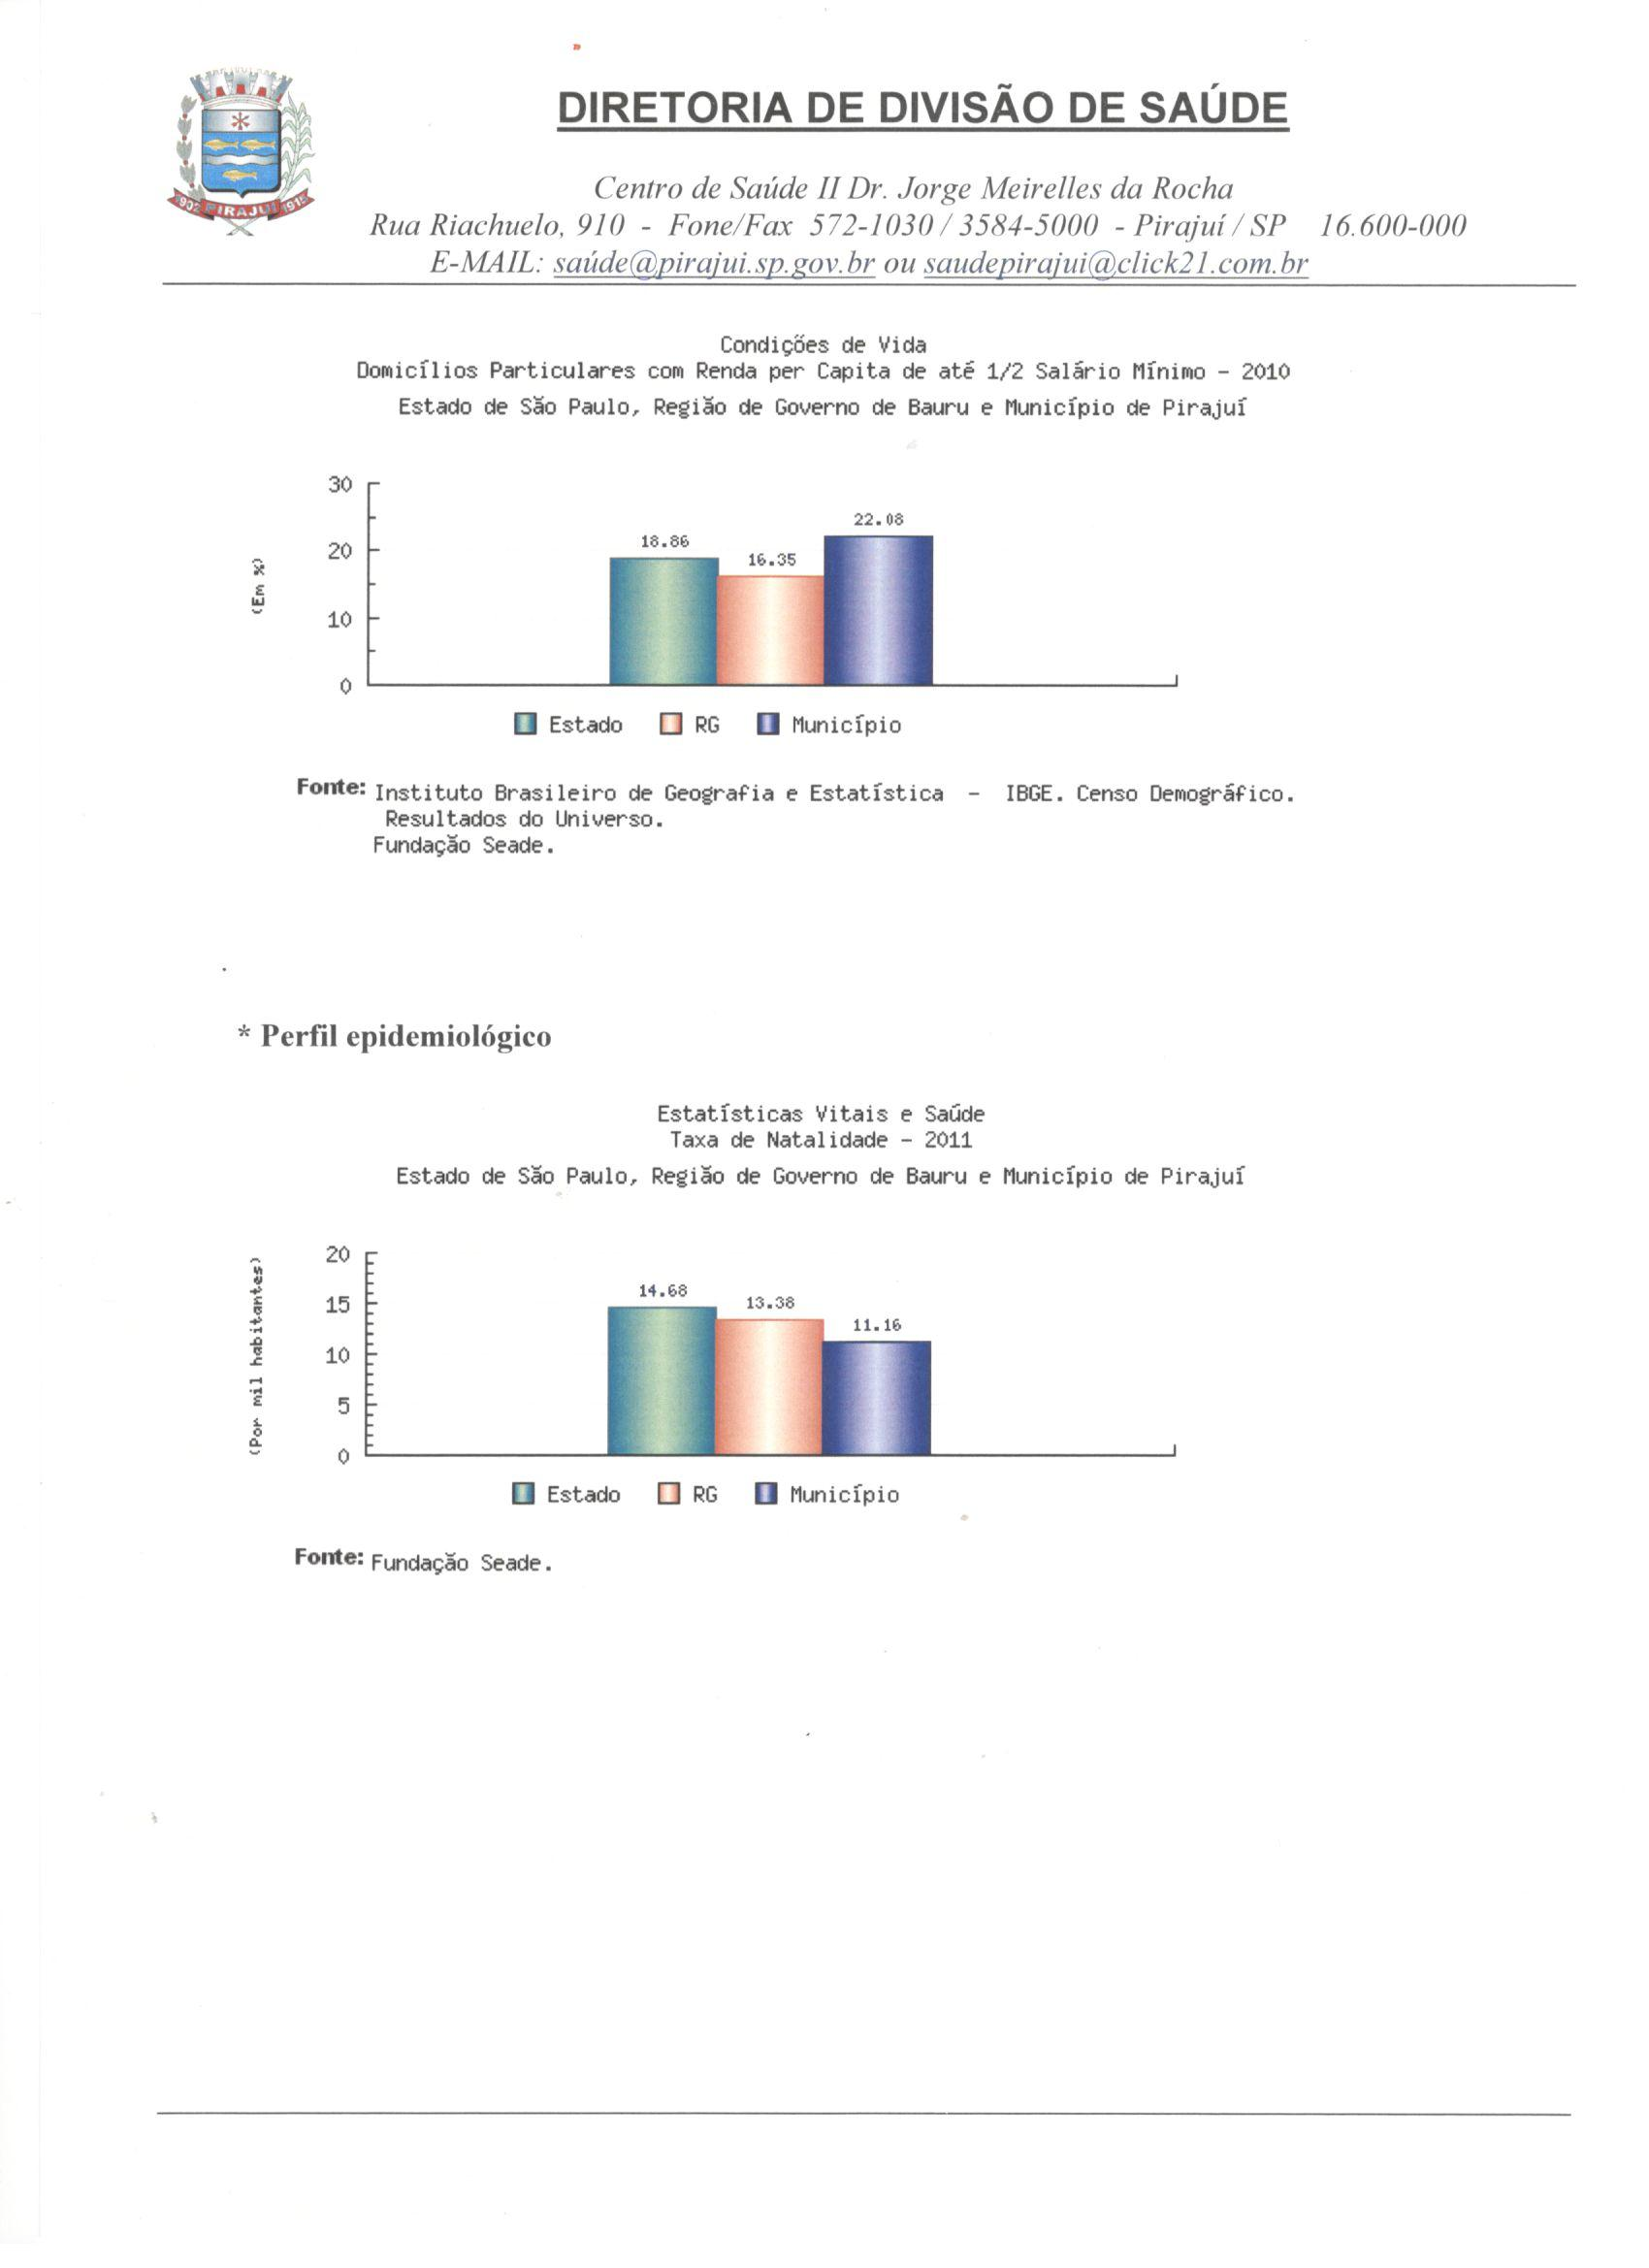 DIRETORIA DE DIVISÃO DE SAÚDE
PIRAJUI
Centro de Saúde II Dr. Jorge Meirelles da Rocha
Rua Riachuelo, 910 - Fone/Fax 572-1030 / 3584-5000 - Pirajuí / SP 16.600-000
E-MAIL: saúde@pirajui.sp.gov.br ou saudepirajui@click21.com.br
Condições de Vida
Domicílios Particulares com Renda per Capita de até 1/2 Salário Mínimo - 2010
Estado de São Paulo, Região de Governo de Bauru e Município de Pirajuí
(Em %)
30
20
10
0
18.86
16.35
22.08
Estado RG Município
Fonte: Instituto Brasileiro de Geografia e Estatística - IBGE. Censo Demográfico.
Resultados do Universo.
Fundação Seade.
* Perfil epidemiológico
Estatísticas Vitais e Saúde
Taxa de Natalidade - 2011
Estado de São Paulo, Região de Governo de Bauru e Município de Pirajuí
(Por mil habitantes)
20
15
10
5
0
14.68
13.38
11.16
Estado RG Município
Fonte: Fundação Seade.